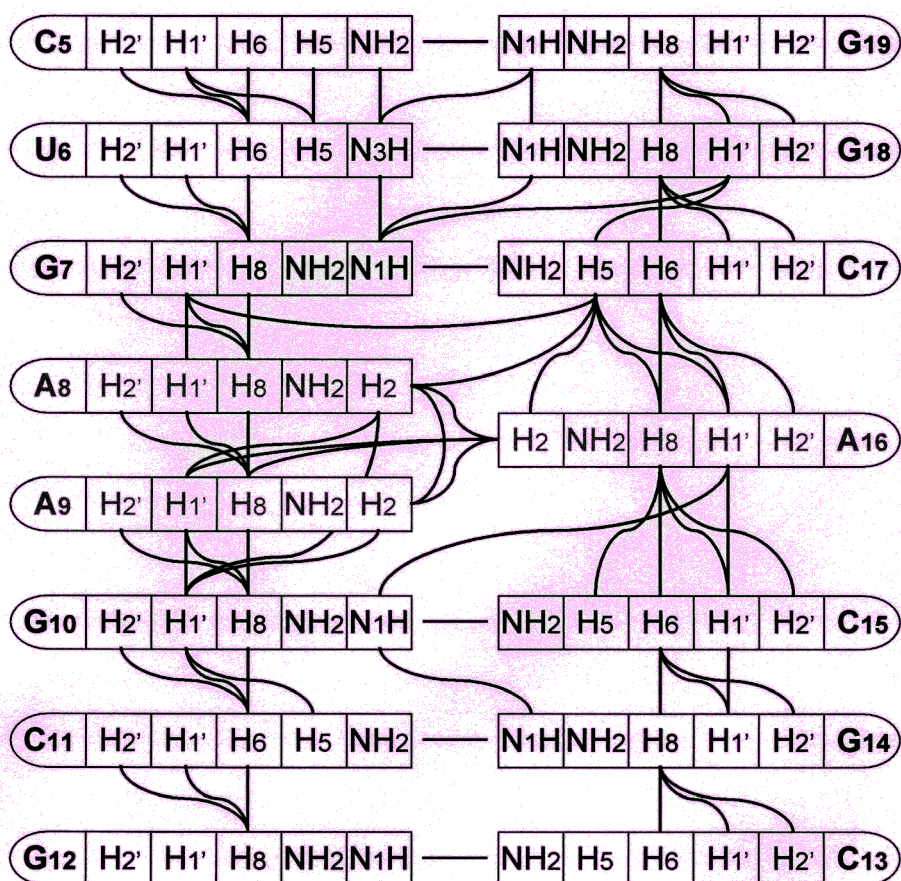 C5 H2' H1' H6 H5 NH2 N1H NH2 H8 H1' H2' G19
U6 H2' H1' H6 H5 N3H N1H NH2 H8 H1' H2' G18
G7 H2' H1' H8 NH2 N1H NH2 H5 H6 H1' H2' C17
A8 H2' H1' H8 NH2 H2
H2 NH2 H8 H1' H2' A16
A9 H2' H1' H8 NH2 H2
G10 H2' H1' H8 NH2 N1H NH2 H5 H6 H1' H2' C15
C11 H2' H1' H6 H5 NH2 N1H NH2 H8 H1' H2' G14
G12 H2' H1' H8 NH2 N1H NH2 H5 H6 H1' H2' C13